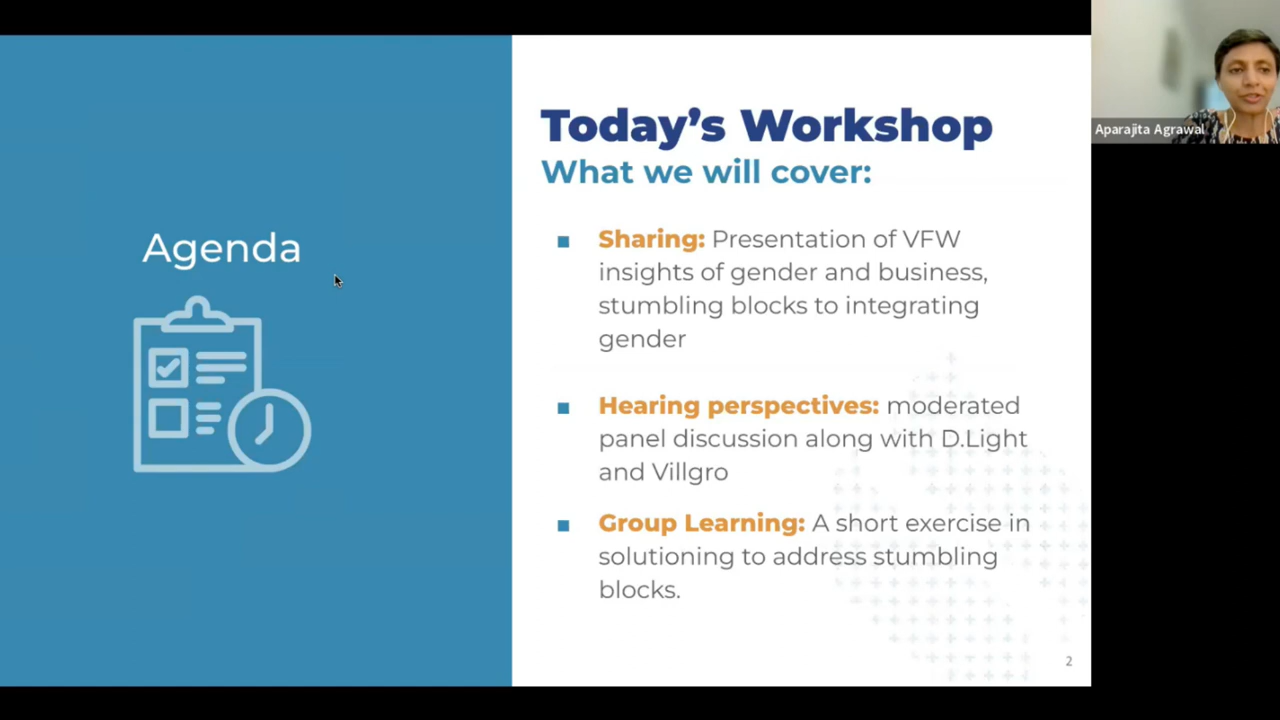 Agenda
Today's Workshop
What we will cover:
Sharing: Presentation of VFW
insights of gender and business,
stumbling blocks to integrating
gender
Hearing perspectives: moderated
panel discussion along with D.Light
and Villgro
Group Learning: A short exercise in
solutioning to address stumbling
blocks.
2
Aparajita Agrawal